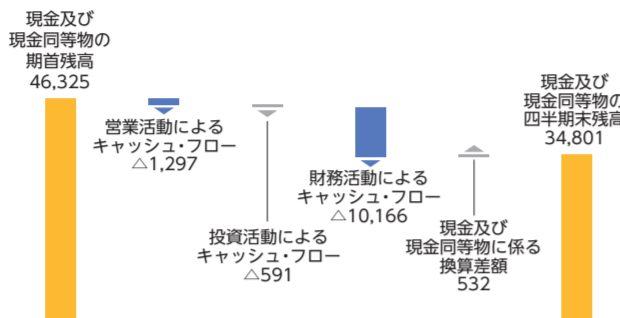 現金及び
現金同等物の
期首残高
46,325
営業活動による
キャッシュ・フロー
△1,297
投資活動による
キャッシュ・フロー
△591
財務活動による
キャッシュ・フロー
△10,166
現金及び
現金同等物に係る
換算差額
532
現金及び
現金同等物の
四半期末残高
34,801